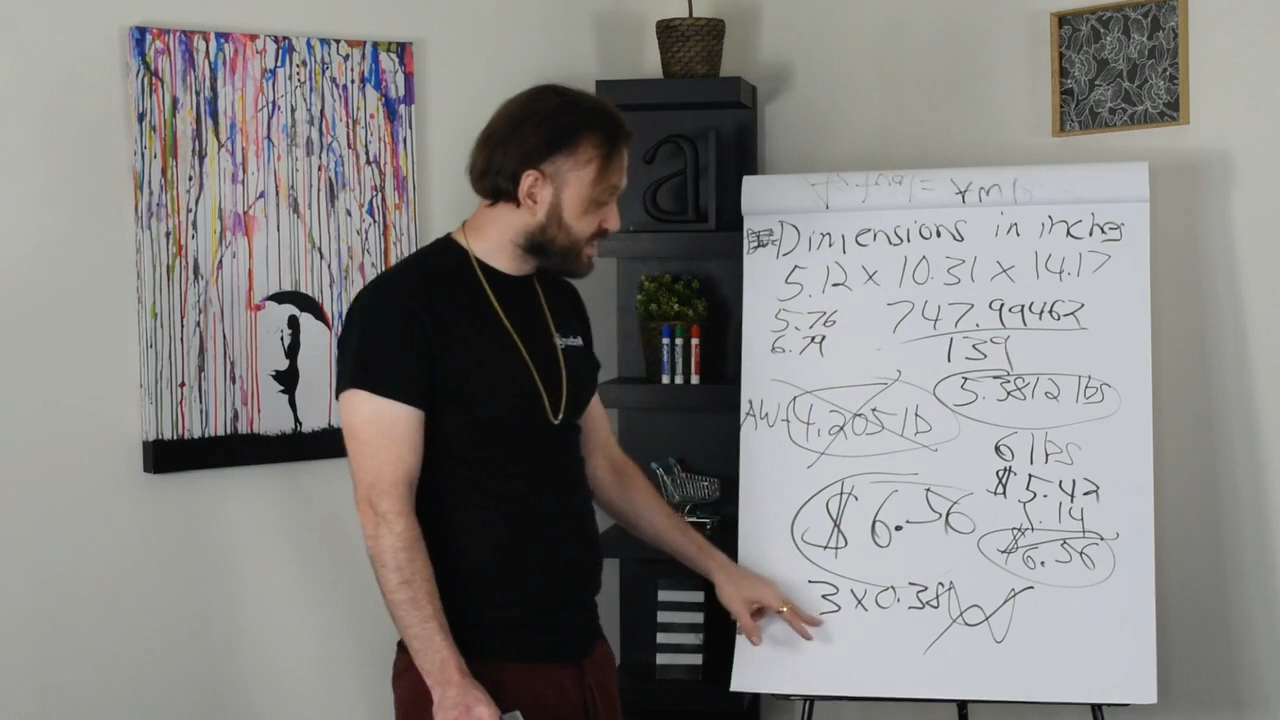 a
Dimensions in inches
5.12 x 10.31 x 14.17
5.76
6.79
747.99462
139
5.3812 lbs
AW- 4.205 lb
6 lbs
$5.42
1.14
$6.56
$6.56
3 x 0.38